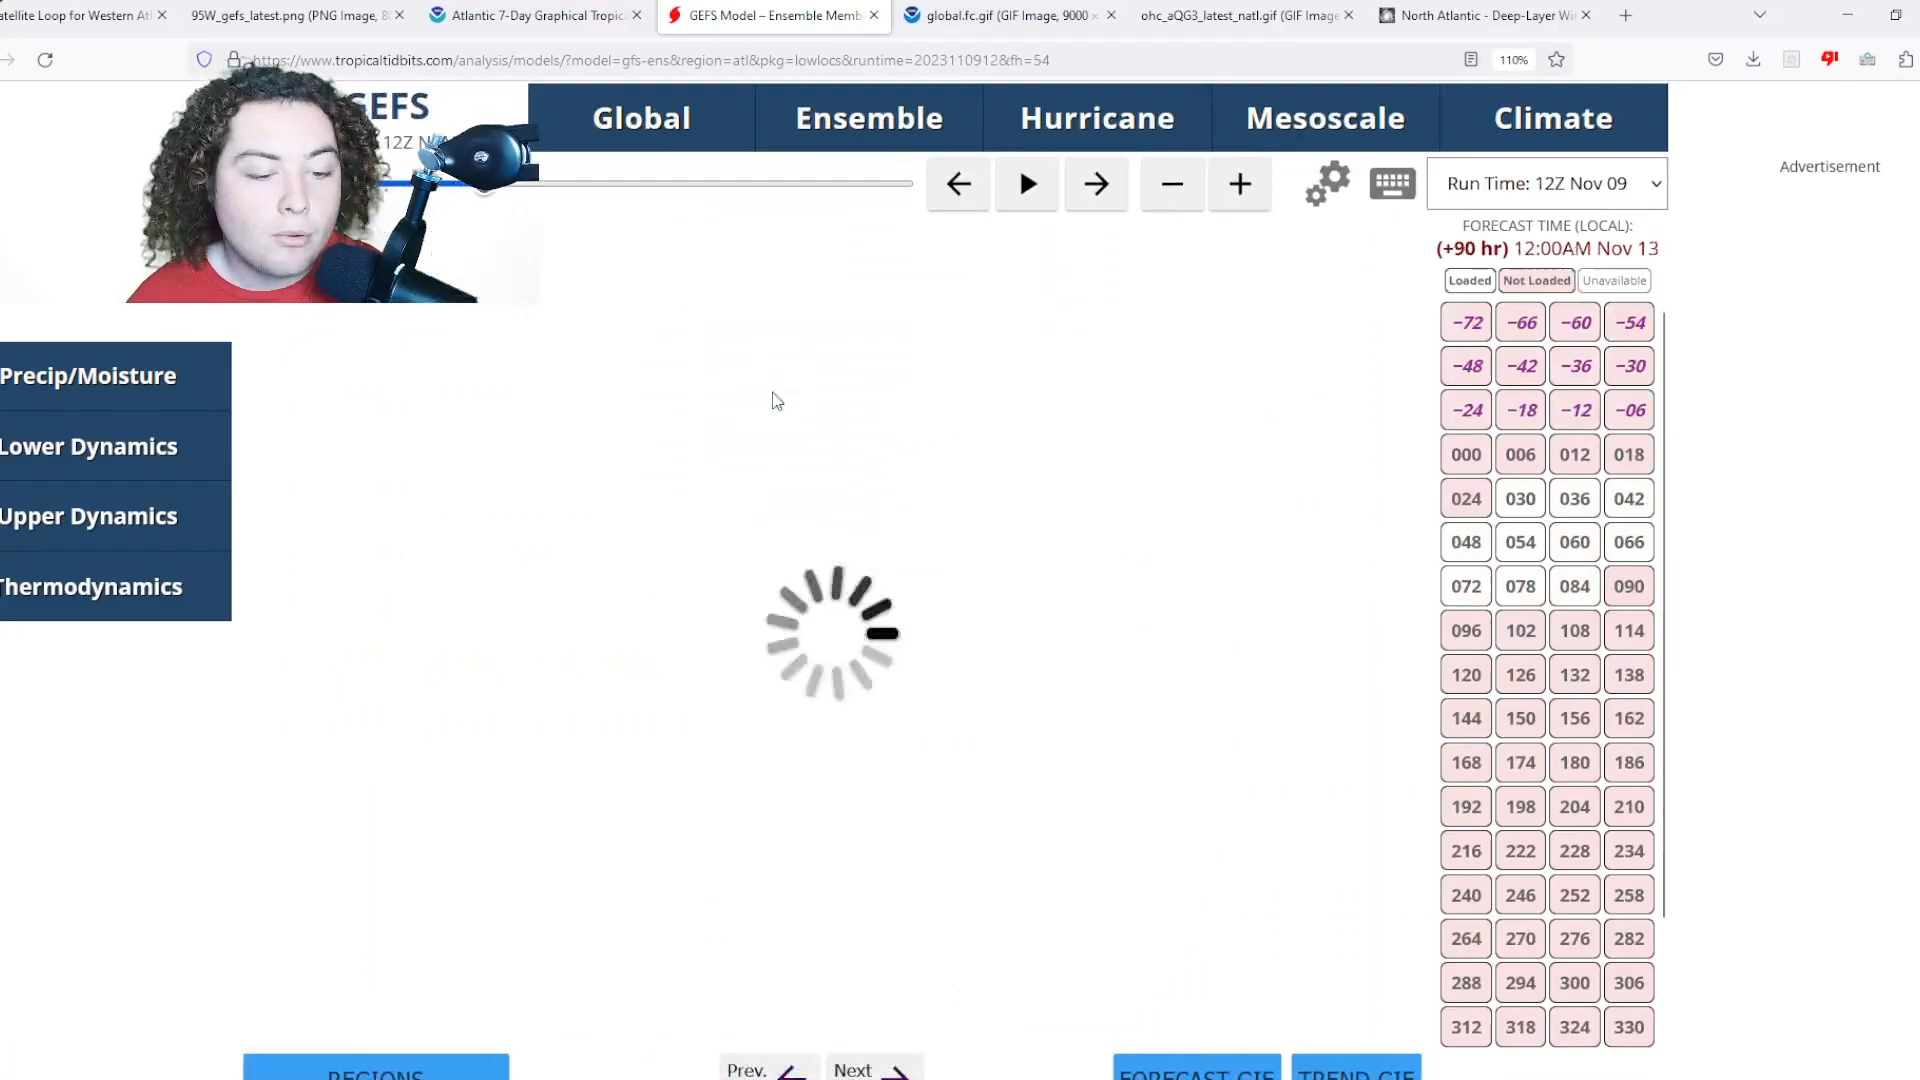 atellite Loop for Western Atl
95W_gefs_latest.png (PNG Image, 8
Atlantic 7-Day Graphical Tropic
GEFS Model – Ensemble Memb
global.fc.gif (GIF Image, 9000 ×
ohc_aQG3_latest_natl.gif (GIF Image
North Atlantic - Deep-Layer Wi
https://www.tropicaltidbits.com/analysis/models/?model=gfs-ens&region=atl&pkg=lowlocs&runtime=2023110912&fh=54
110%
GEFS
12Z N
Global
Ensemble
Hurricane
Mesoscale
Climate
Advertisement
Run Time: 12Z Nov 09
FORECAST TIME (LOCAL):
(+90 hr) 12:00AM Nov 13
Loaded Not Loaded Unavailable
−72 −66 −60 −54
−48 −42 −36 −30
−24 −18 −12 −06
000 006 012 018
024 030 036 042
048 054 060 066
072 078 084 090
096 102 108 114
120 126 132 138
144 150 156 162
168 174 180 186
192 198 204 210
216 222 228 234
240 246 252 258
264 270 276 282
288 294 300 306
312 318 324 330
Precip/Moisture
Lower Dynamics
Upper Dynamics
Thermodynamics
REGIONS
Prev.
Next
FORECAST GIF
TREND GIF